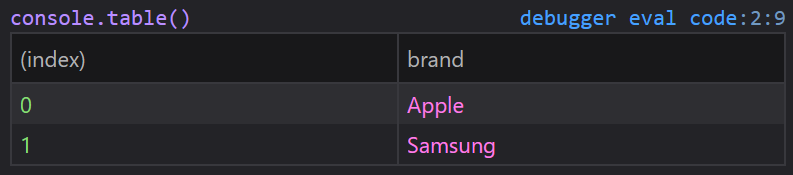 console.table() debugger eval code:2:9
(index) brand
0 Apple
1 Samsung